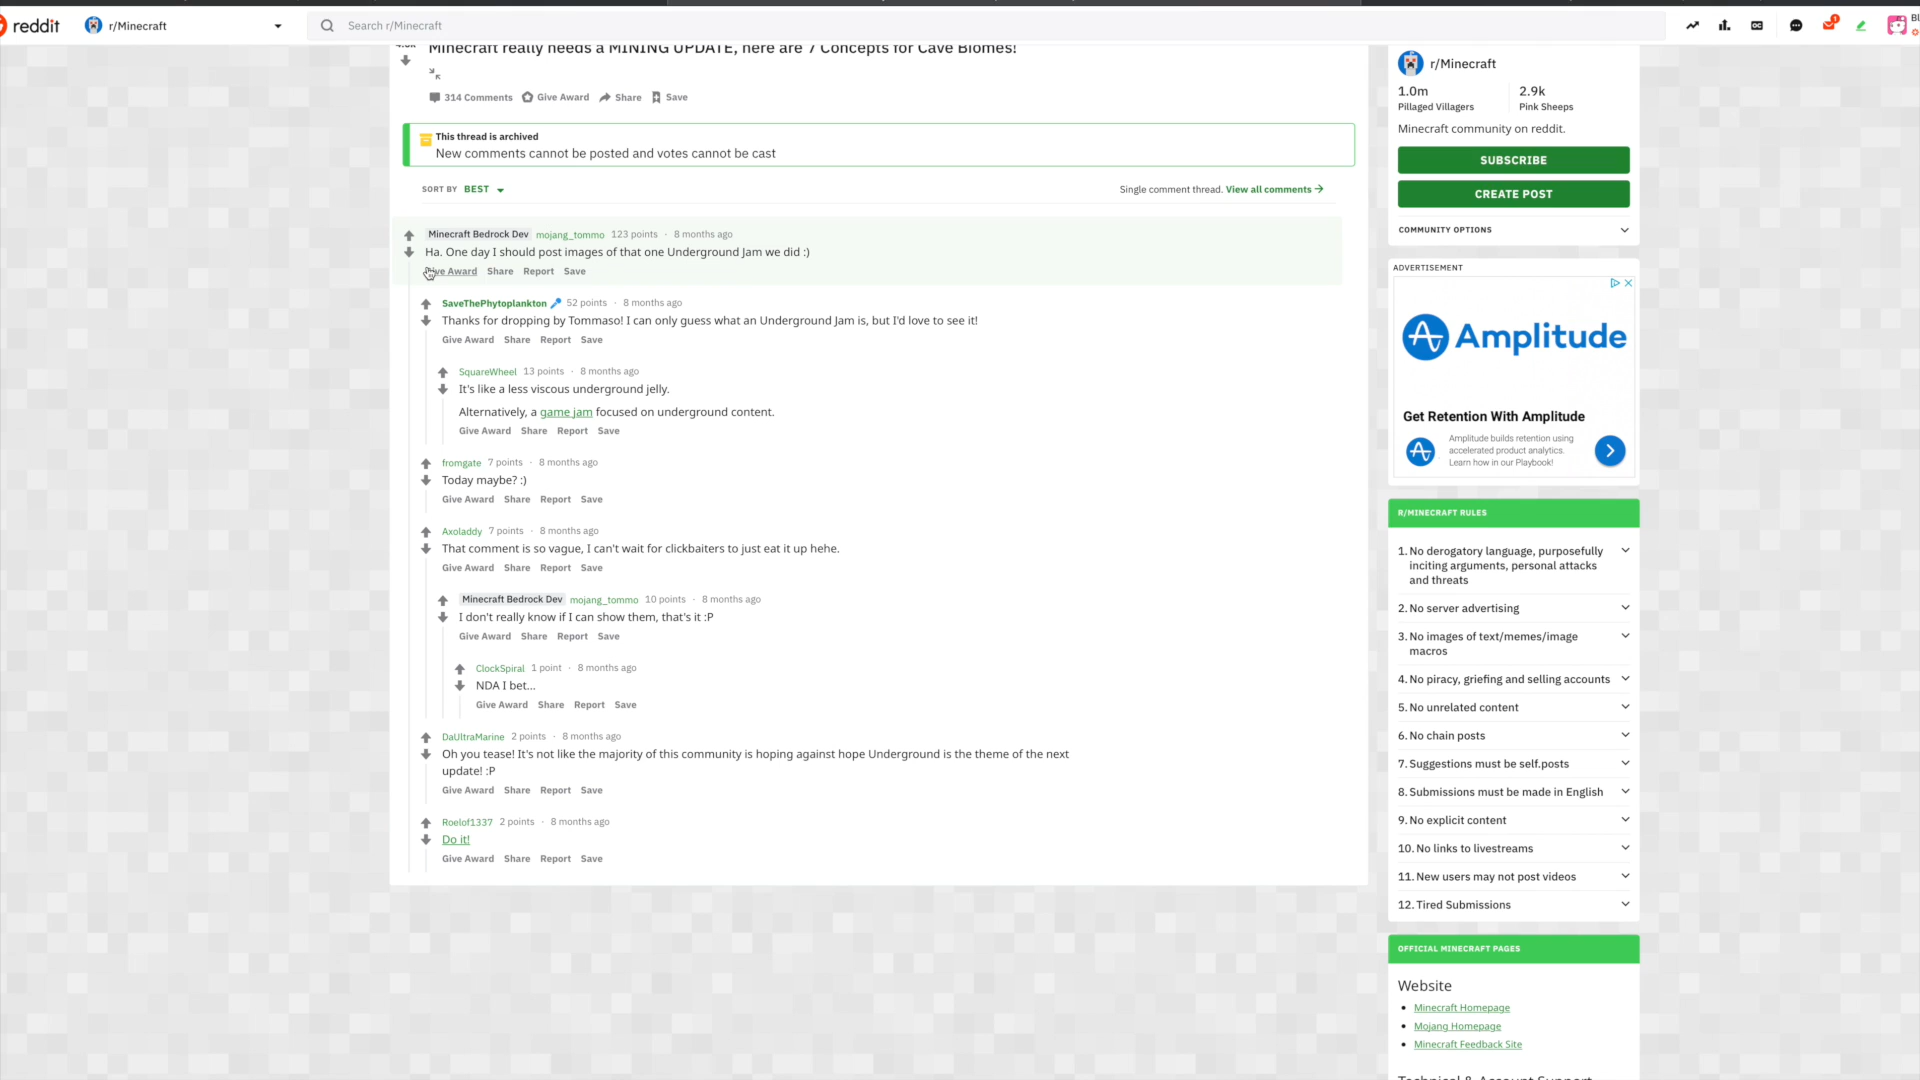 reddit
r/Minecraft
Search r/Minecraft
1
Minecraft really needs a MINING UPDATE, here are 7 Concepts for Cave Biomes!
314 Comments Give Award Share Save
This thread is archived
New comments cannot be posted and votes cannot be cast
SORT BY BEST
Single comment thread. View all comments
Minecraft Bedrock Dev mojang_tommo 123 points · 8 months ago
Ha. One day I should post images of that one Underground Jam we did :)
Give Award Share Report Save
SaveThePhytoplankton 52 points · 8 months ago
Thanks for dropping by Tommaso! I can only guess what an Underground Jam is, but I'd love to see it!
Give Award Share Report Save
SquareWheel 13 points · 8 months ago
It's like a less viscous underground jelly.
Alternatively, a game jam focused on underground content.
Give Award Share Report Save
fromgate 7 points · 8 months ago
Today maybe? :)
Give Award Share Report Save
Axoladdy 7 points · 8 months ago
That comment is so vague, I can't wait for clickbaiters to just eat it up hehe.
Give Award Share Report Save
Minecraft Bedrock Dev mojang_tommo 10 points · 8 months ago
I don't really know if I can show them, that's it :P
Give Award Share Report Save
ClockSpiral 1 point · 8 months ago
NDA I bet...
Give Award Share Report Save
DaUltraMarine 2 points · 8 months ago
Oh you tease! It's not like the majority of this community is hoping against hope Underground is the theme of the next
update! :P
Give Award Share Report Save
Roelof1337 2 points · 8 months ago
Do it!
Give Award Share Report Save
r/Minecraft
1.0m 2.9k
Pillaged Villagers Pink Sheeps
Minecraft community on reddit.
SUBSCRIBE
CREATE POST
COMMUNITY OPTIONS
ADVERTISEMENT
Amplitude
Get Retention With Amplitude
Amplitude builds retention using
accelerated product analytics.
Learn how in our Playbook!
R/MINECRAFT RULES
1. No derogatory language, purposefully
inciting arguments, personal attacks
and threats
2. No server advertising
3. No images of text/memes/image
macros
4. No piracy, griefing and selling accounts
5. No unrelated content
6. No chain posts
7. Suggestions must be self.posts
8. Submissions must be made in English
9. No explicit content
10. No links to livestreams
11. New users may not post videos
12. Tired Submissions
OFFICIAL MINECRAFT PAGES
Website
Minecraft Homepage
Mojang Homepage
Minecraft Feedback Site
Technical & Account Support